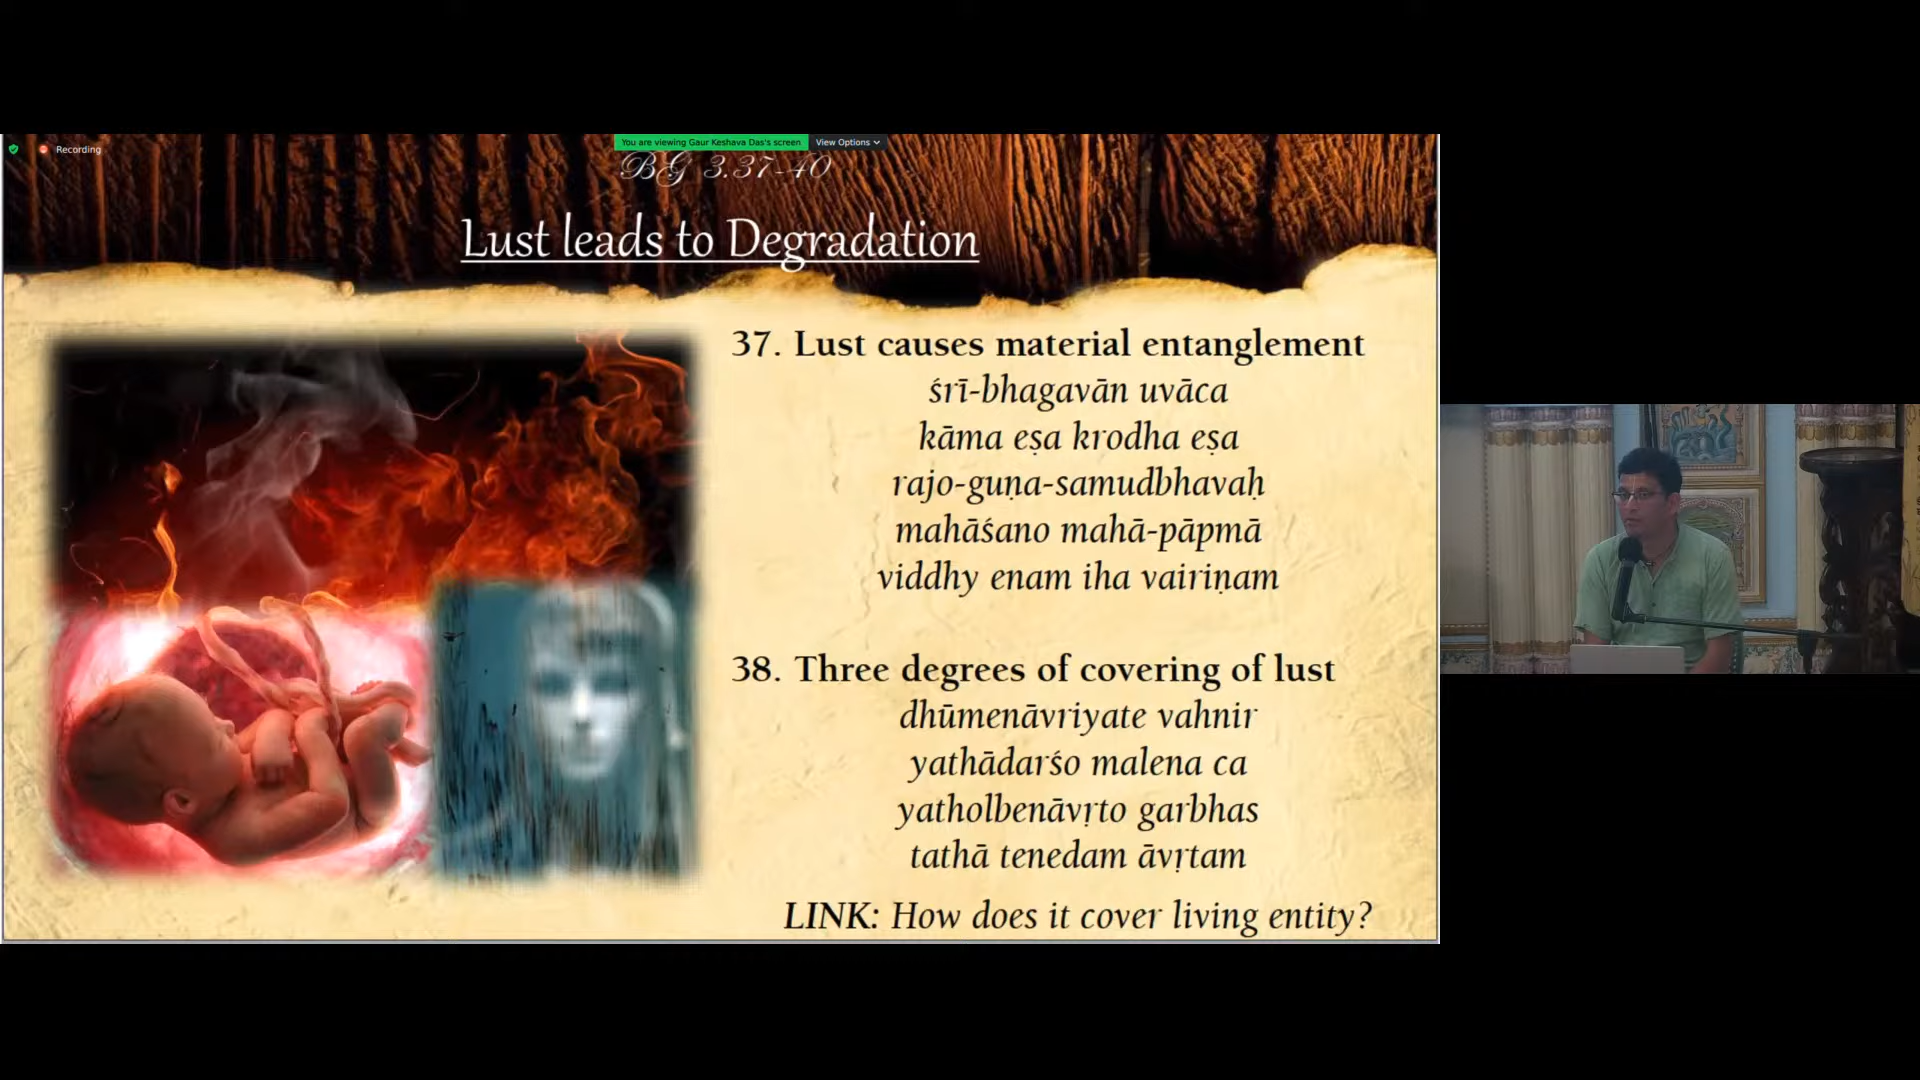 Recording
You are viewing Gaur Keshava Das's screen
View Options
BG 3.37-40
Lust leads to Degradation
37. Lust causes material entanglement
śrī-bhagavān uvāca
kāma eṣa krodha eṣa
rajo-guṇa-samudbhavaḥ
mahāśano mahā-pāpmā
viddhy enam iha vairiṇam
38. Three degrees of covering of lust
dhūmenāvriyate vahnir
yathādarśo malena ca
yatholbenāvṛto garbhas
tathā tenedam āvṛtam
LINK: How does it cover living entity?